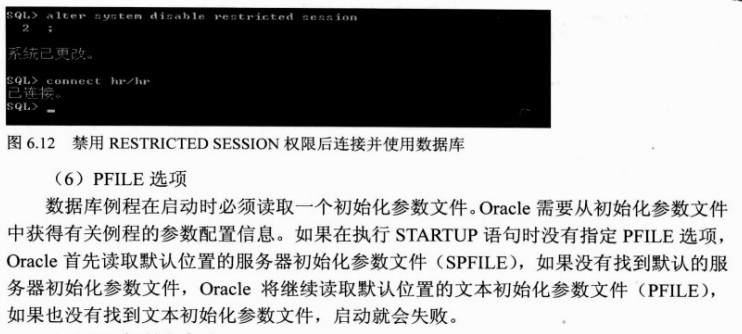 SQL> alter system disable restricted session
2 ;
系统已更改。
SQL> connect hr/hr
已连接。
SQL>
图 6.12 禁用 RESTRICTED SESSION 权限后连接并使用数据库
(6) PFILE 选项
数据库例程在启动时必须读取一个初始化参数文件。Oracle 需要从初始化参数文件
中获得有关例程的参数配置信息。如果在执行 STARTUP 语句时没有指定 PFILE 选项，
Oracle 首先读取默认位置的服务器初始化参数文件（SPFILE），如果没有找到默认的服
务器初始化参数文件，Oracle 将继续读取默认位置的文本初始化参数文件（PFILE），
如果也没有找到文本初始化参数文件，启动就会失败。